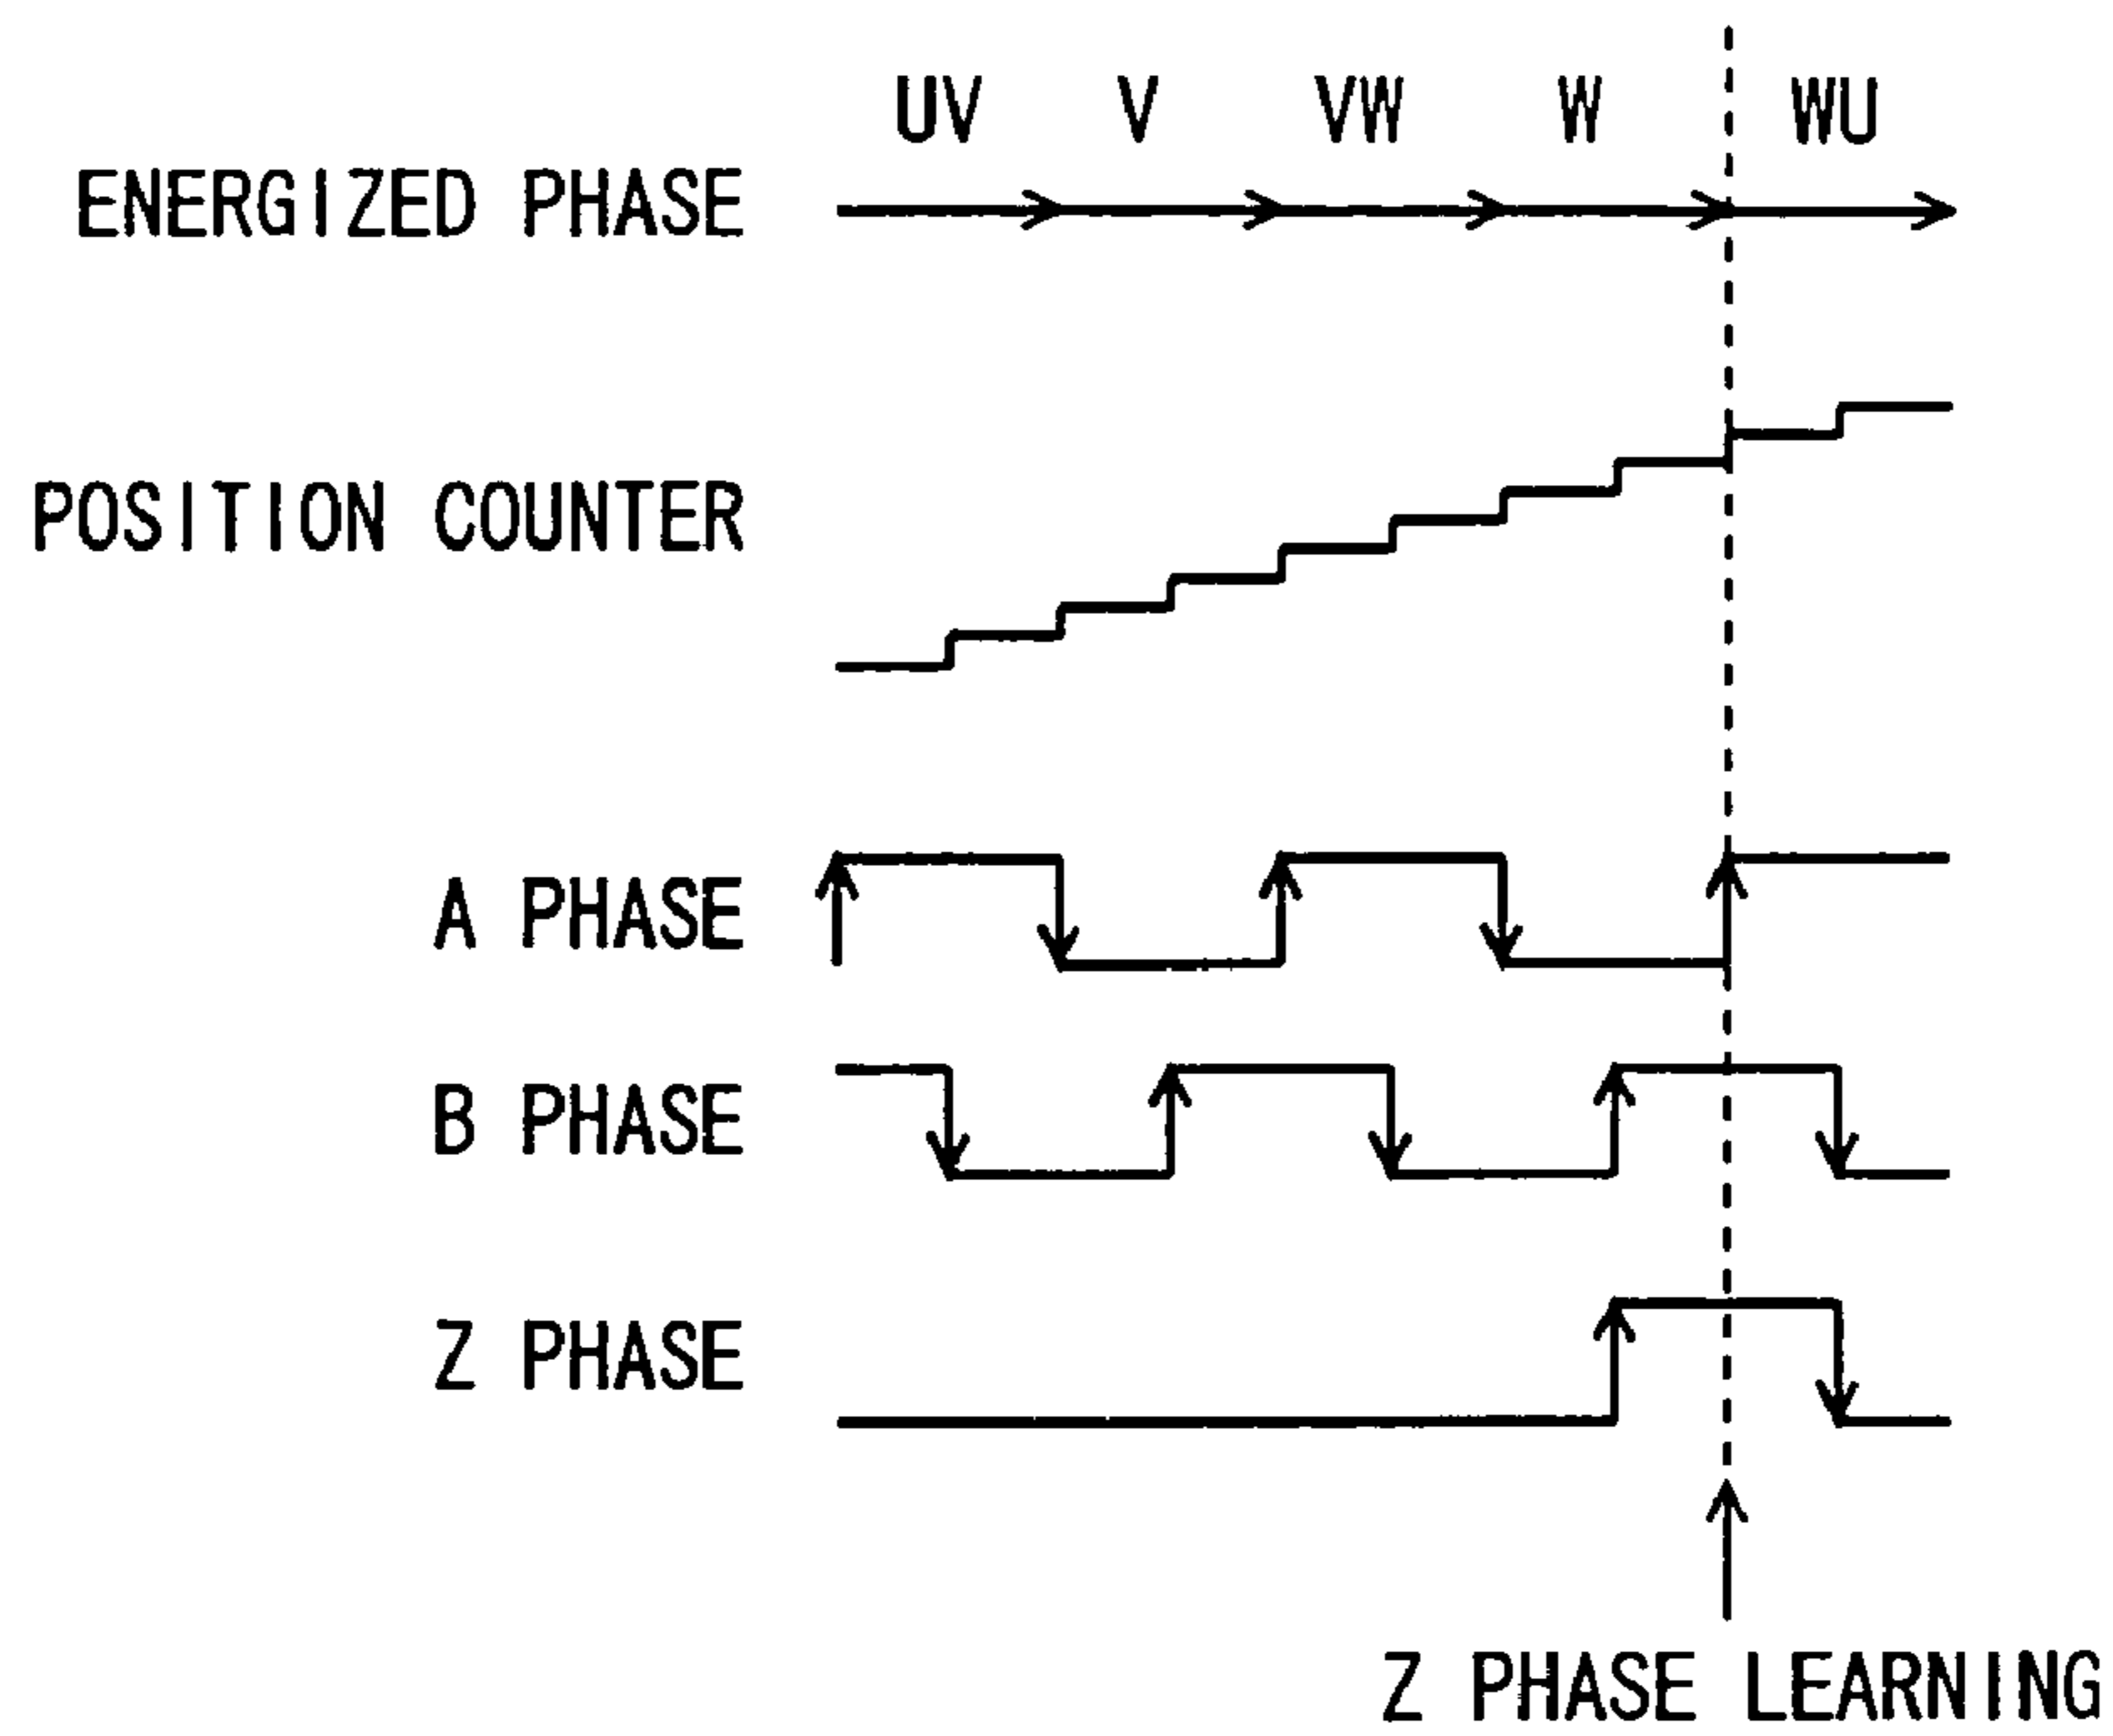 UV V VW W WU
ENERGIZED PHASE
POSITION COUNTER
A PHASE
B PHASE
Z PHASE
Z PHASE LEARNING